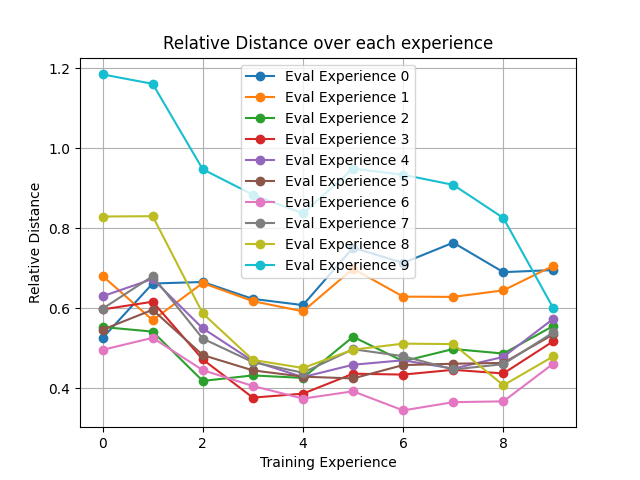 Relative Distance over each experience
1.2
1.0
0.8
0.6
0.4
Relative Distance
Eval Experience 0
Eval Experience 1
Eval Experience 2
Eval Experience 3
Eval Experience 4
Eval Experience 5
Eval Experience 6
Eval Experience 7
Eval Experience 8
Eval Experience 9
0 2 4 6 8
Training Experience